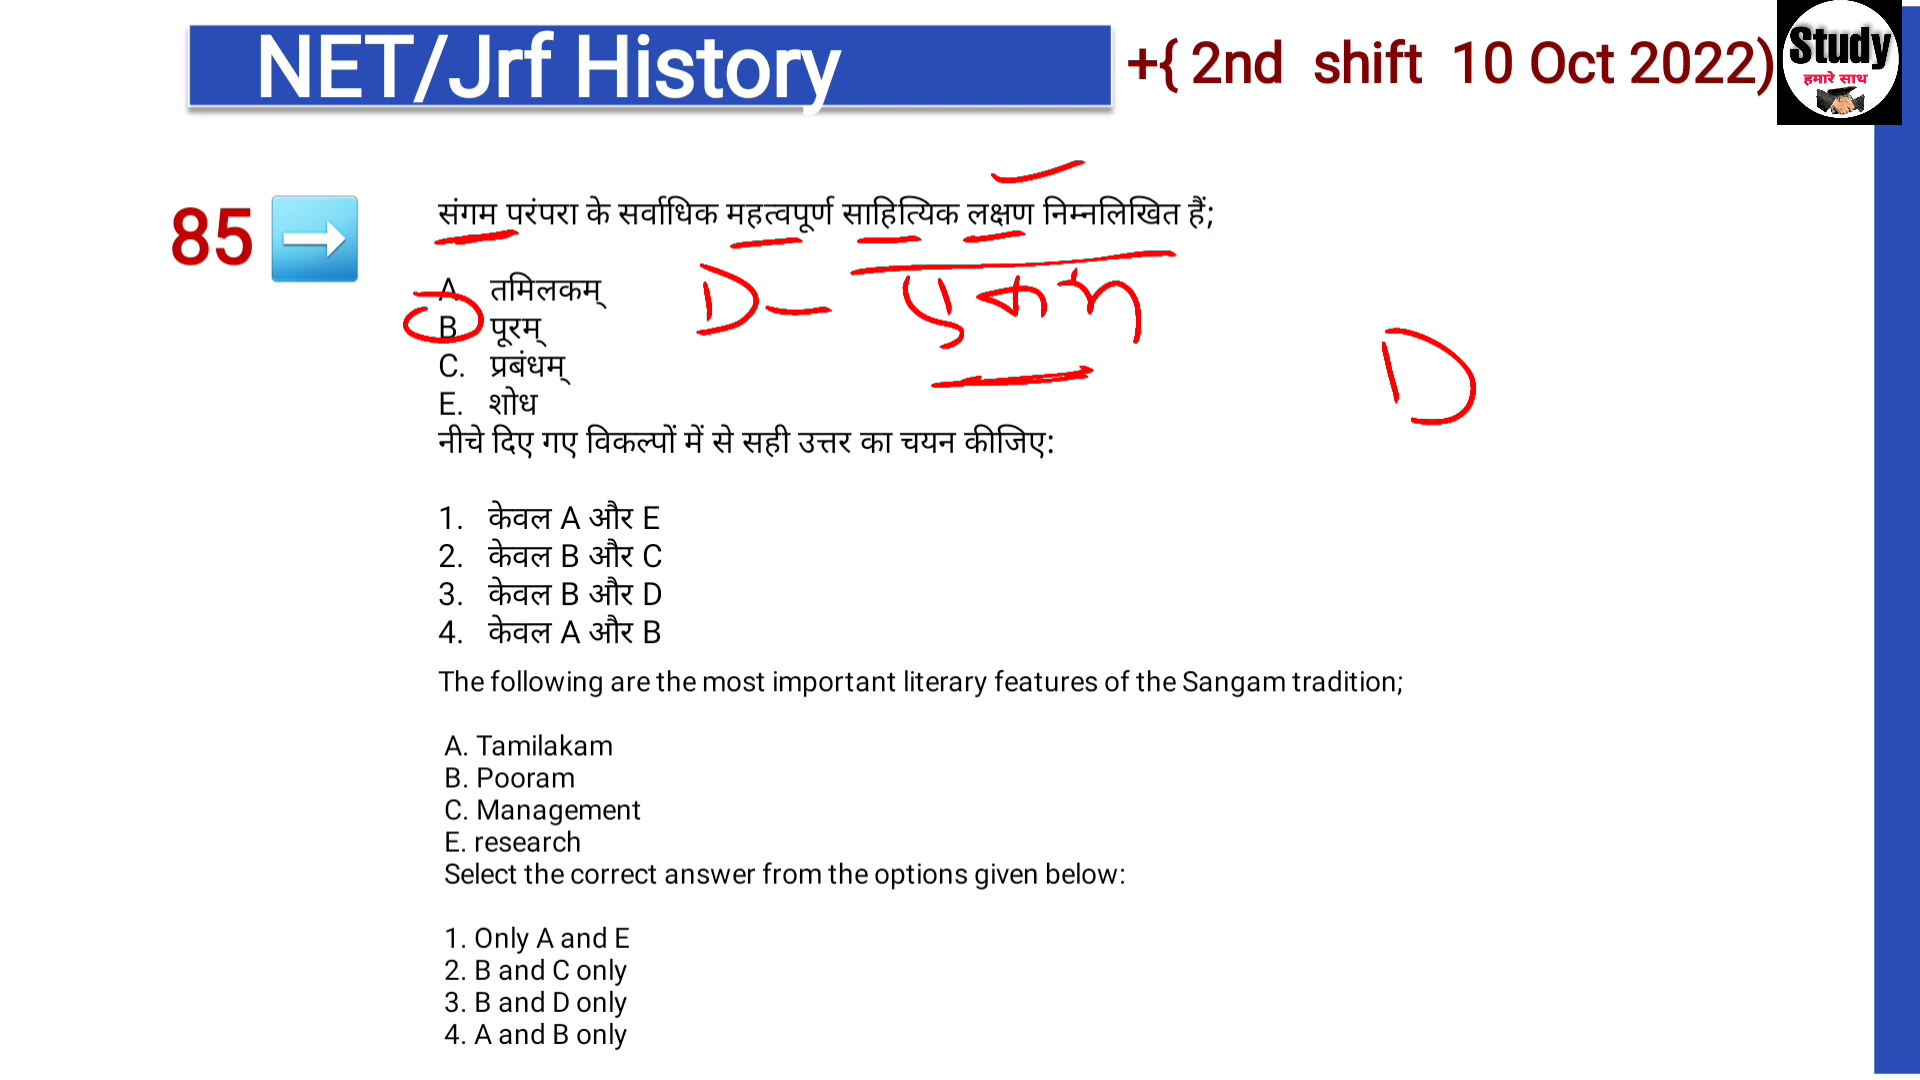 NET/Jrf History
+{ 2nd shift 10 Oct 2022)
Study
हमारे साथ
85
संगम परंपरा के सर्वाधिक महत्वपूर्ण साहित्यिक लक्षण निम्नलिखित हैं;
A. तमिलकम्
B. पूरम्
D-
D
C. प्रबंधम्
E. शोध
नीचे दिए गए विकल्पों में से सही उत्तर का चयन कीजिए:
1. केवल A और E
2. केवल B और C
3. केवल B और D
4. केवल A और B
The following are the most important literary features of the Sangam tradition;
A. Tamilakam
B. Pooram
C. Management
E. research
Select the correct answer from the options given below:
1. Only A and E
2. B and C only
3. B and D only
4. A and B only